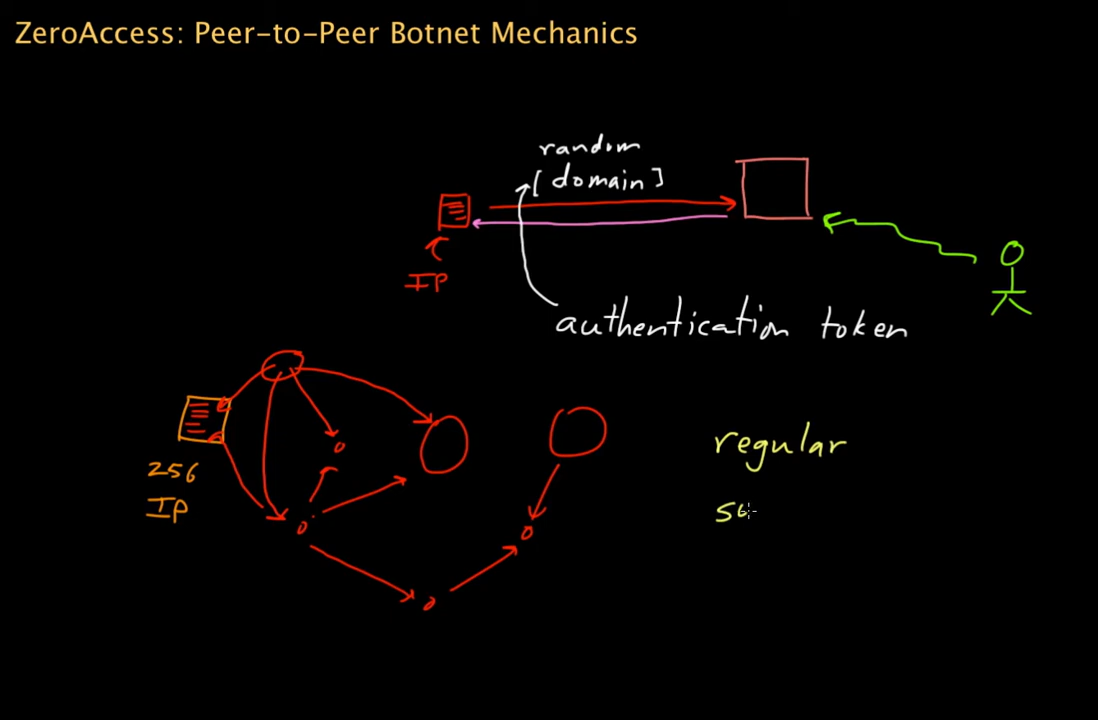 ZeroAccess: Peer-to-Peer Botnet Mechanics
random
[domain]
IP
authentication token
regular
256
IP